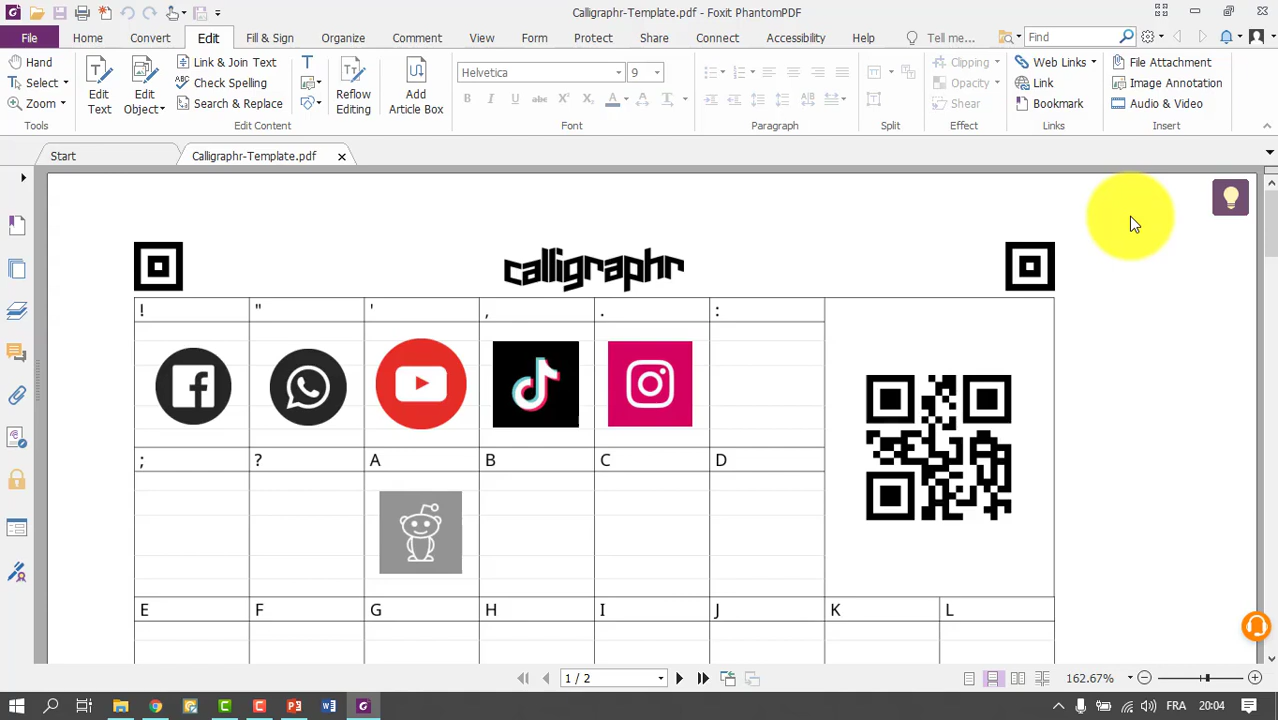 Calligraphr-Template.pdf - Foxit PhantomPDF
File Home Convert Edit Fill & Sign Organize Comment View Form Protect Share Connect Accessibility Help Tell me... Find
Hand
Select
Zoom
Tools
Edit Text
Edit Object
Link & Join Text
Check Spelling
Search & Replace
Edit Content
Reflow Editing
Add Article Box
Helvetica 9
Font
Paragraph
Split
Clipping
Opacity
Shear
Effect
Web Links
Link
Bookmark
Links
File Attachment
Image Annotation
Audio & Video
Insert
Start Calligraphr-Template.pdf
calligraphr
! " ' , . :
; ? A B C D
E F G H I J K L
1 / 2 162.67%
FRA 20:04